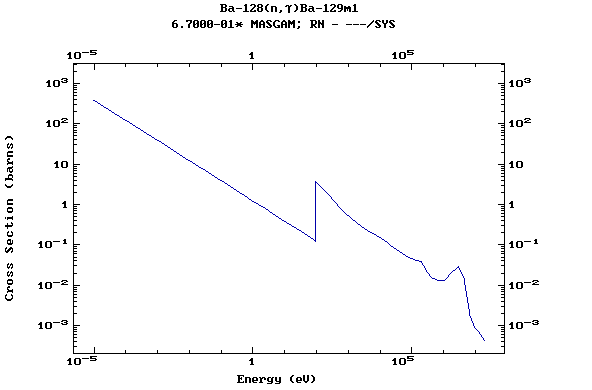 Ba-128(n,γ)Ba-129m1
6.7000-01* MASGAM; RN - ---/SYS
10⁻⁵ 1 10⁵
10³ 10³
10² 10²
10 10
1 1
10⁻¹ 10⁻¹
10⁻² 10⁻²
10⁻³ 10⁻³
10⁻⁵ 1 10⁵
Cross Section (barns)
Energy (eV)